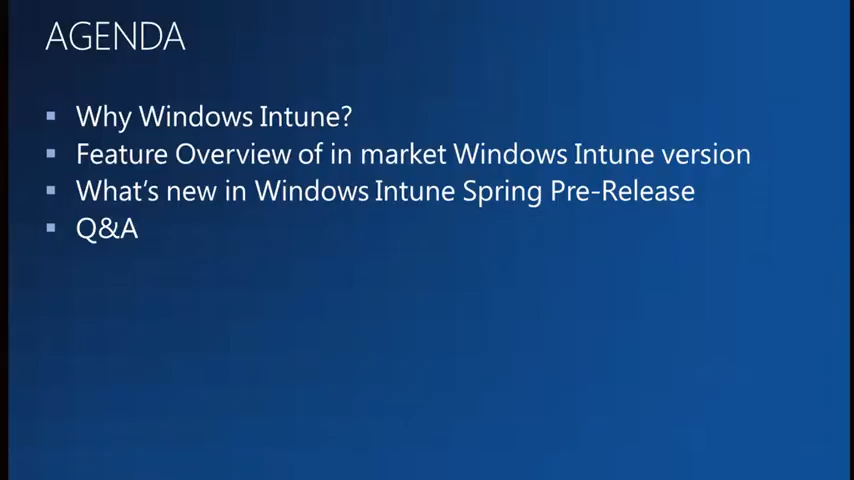 AGENDA
Why Windows Intune?
Feature Overview of in market Windows Intune version
What's new in Windows Intune Spring Pre-Release
Q&A